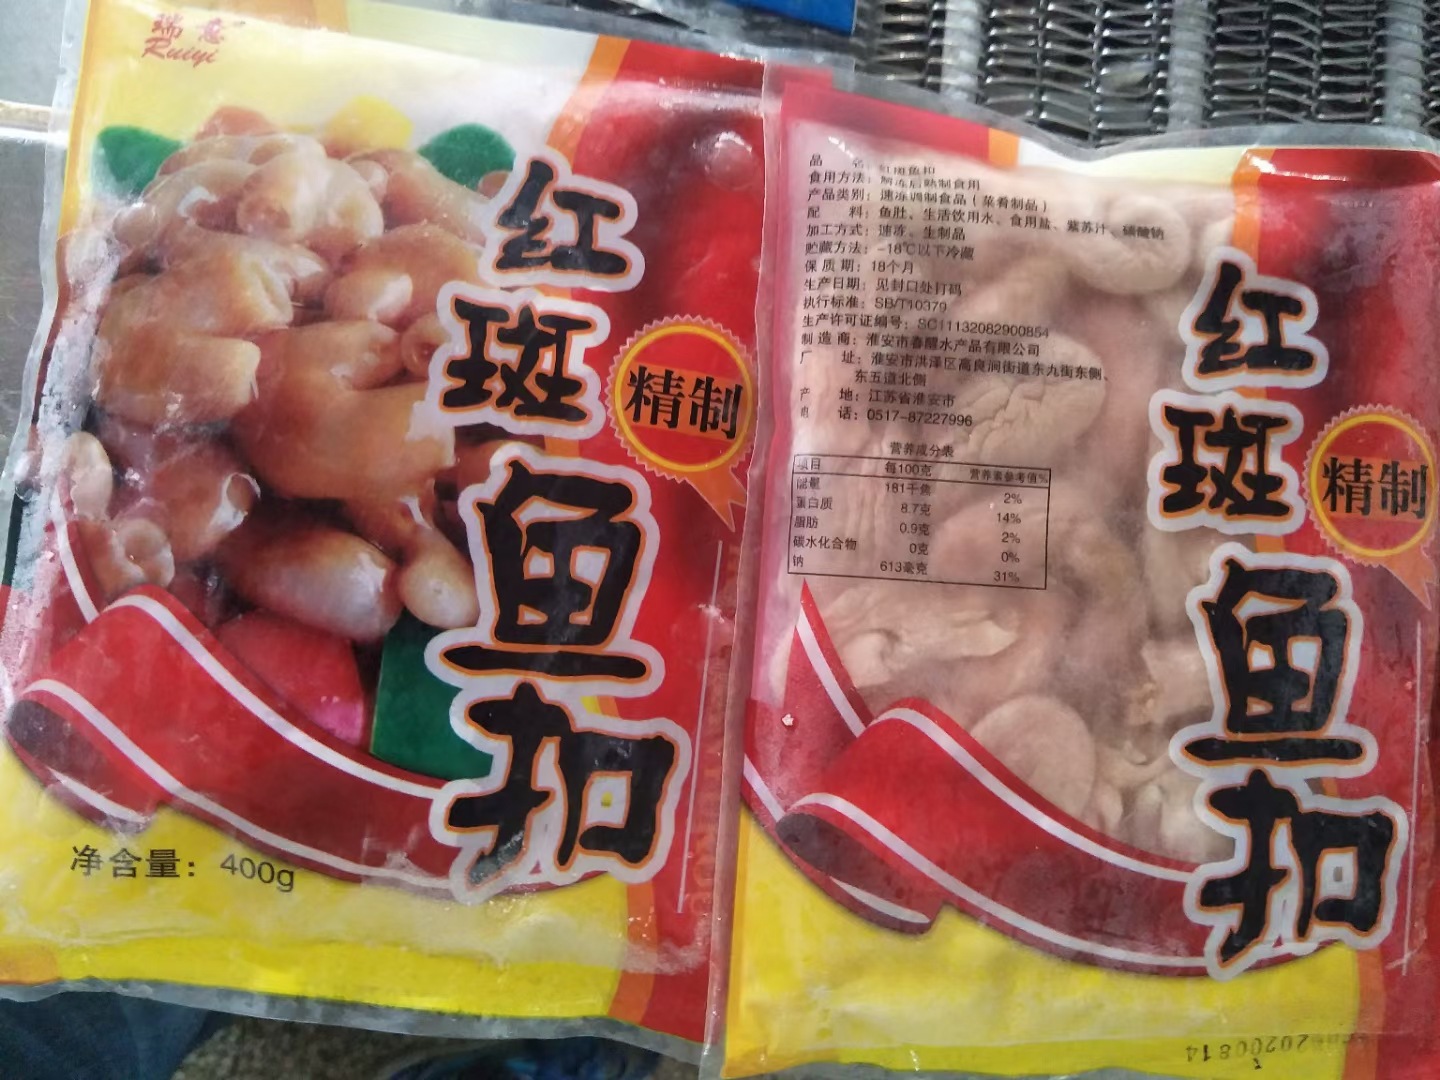 瑞意
Ruiyi
红斑鱼扣
精制
净含量：400g
品 名：红斑鱼扣
食用方法：解冻后熟制食用
产品类别：速冻调制食品（菜肴制品）
配 料：鱼肚、生活饮用水、食用盐、紫苏汁、碳酸钠
加工方式：速冻、生制品
贮藏方法：-18℃以下冷藏
保 质 期：18个月
生产日期：见封口处打码
执行标准：SB/T10379
生产许可证编号：SC11132082900854
制 造 商：淮安市春醒水产品有限公司
厂 址：淮安市洪泽区高良涧街道东九街东侧、
东五道北侧
产 地：江苏省淮安市
电 话：0517-87227996
营养成分表
项目 每100克 营养素参考值%
能量 181千焦 2%
蛋白质 8.7克 14%
脂肪 0.9克 2%
碳水化合物 0克 0%
钠 613毫克 31%
红斑鱼扣
精制
20200814